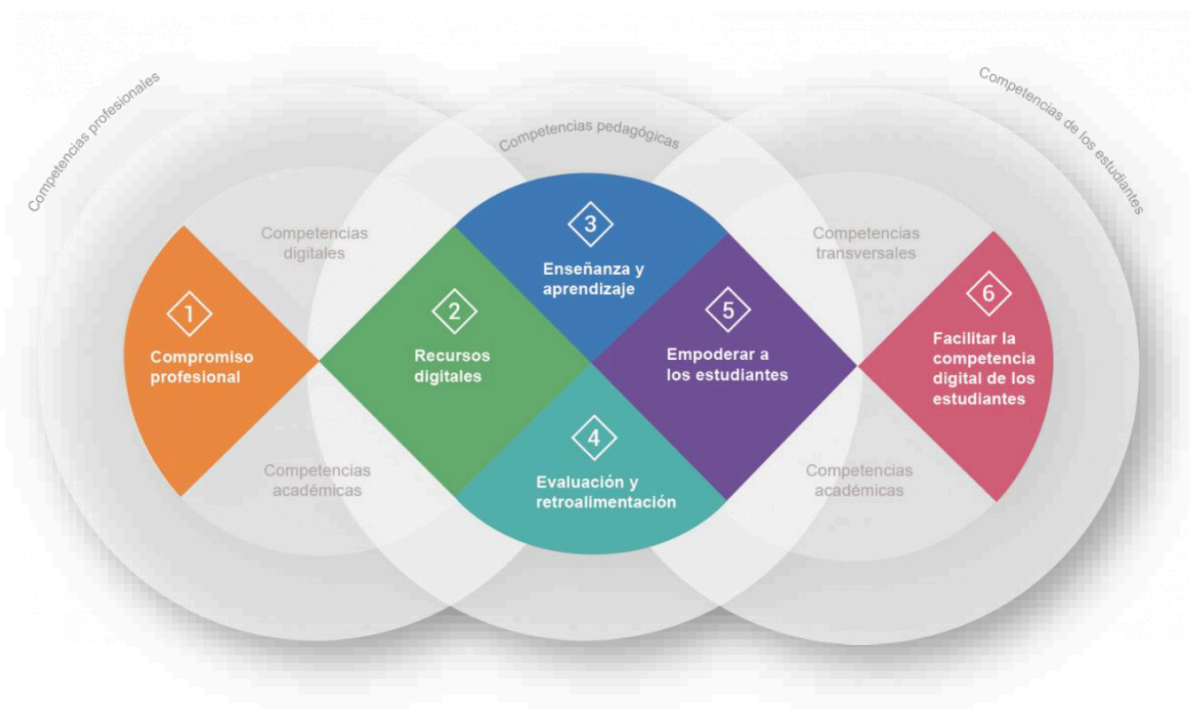 Competencias profesionales
Competencias pedagógicas
Competencias de los estudiantes
Competencias
digitales
Competencias
transversales
1
Compromiso
profesional
2
Recursos
digitales
3
Enseñanza y
aprendizaje
4
Evaluación y
retroalimentación
5
Empoderar a
los estudiantes
6
Facilitar la
competencia
digital de los
estudiantes
Competencias
académicas
Competencias
académicas